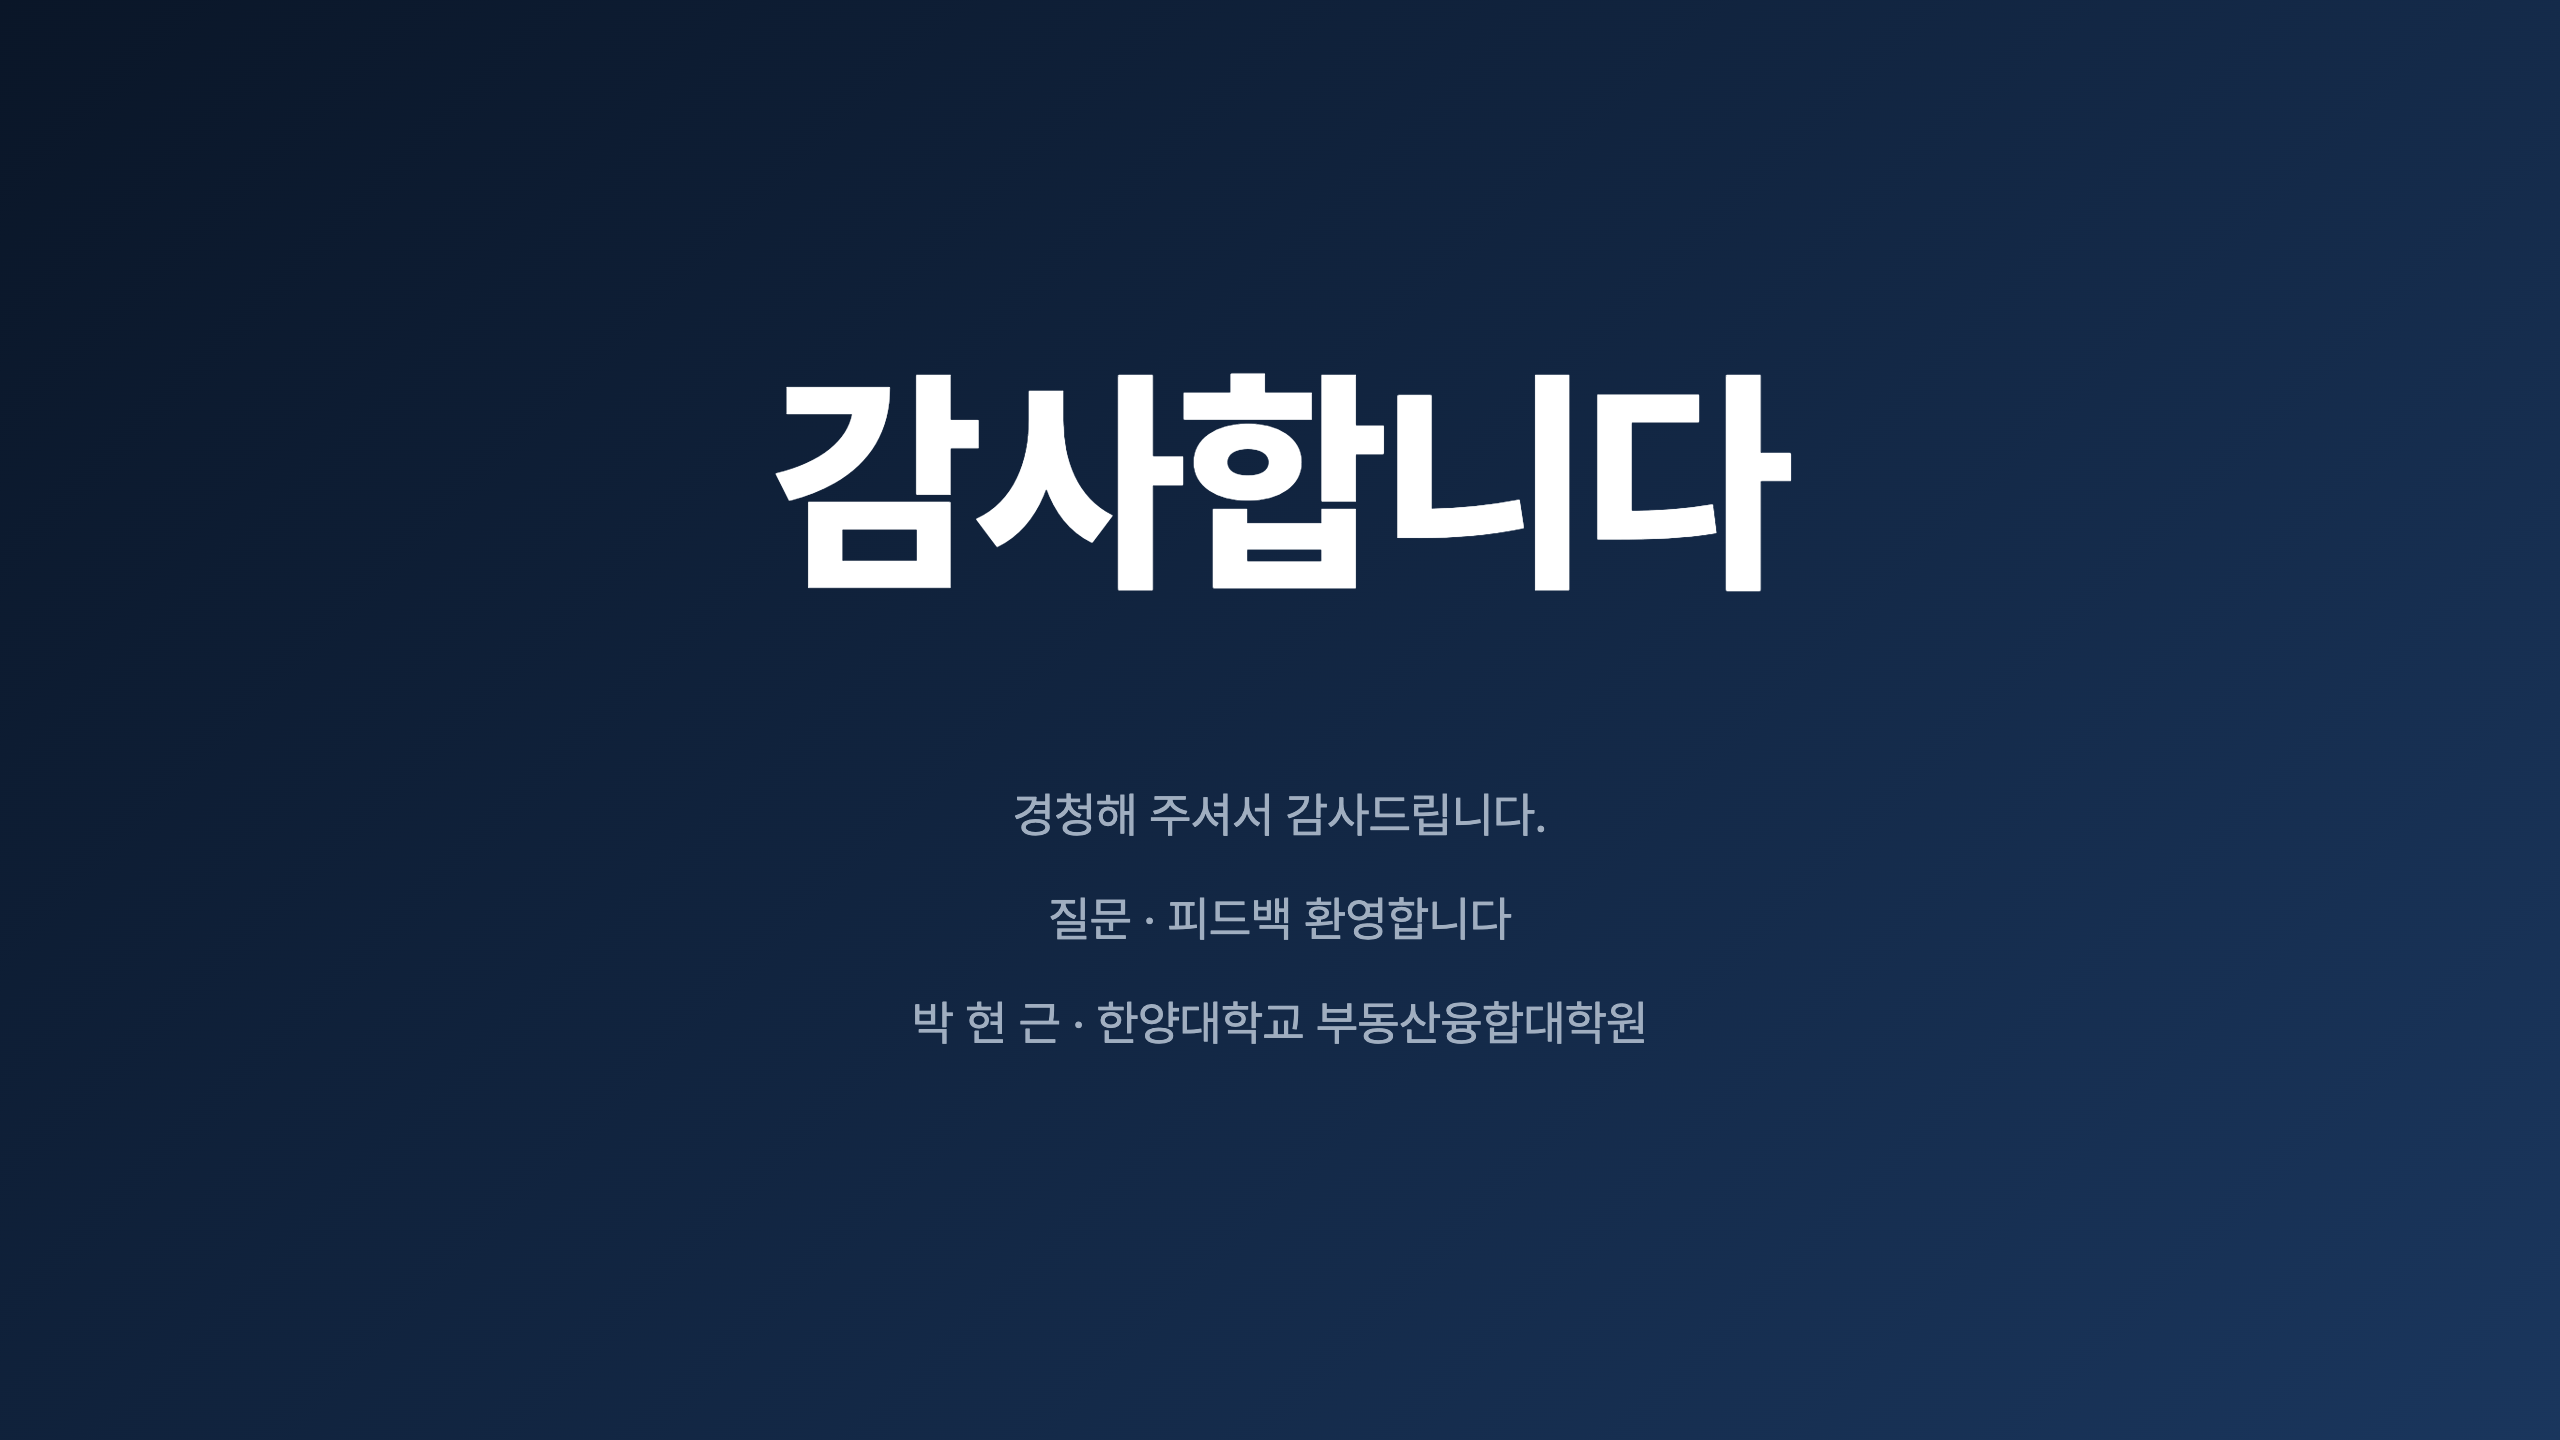 감사합니다
경청해 주셔서 감사드립니다.
질문 · 피드백 환영합니다
박 현 근 · 한양대학교 부동산융합대학원